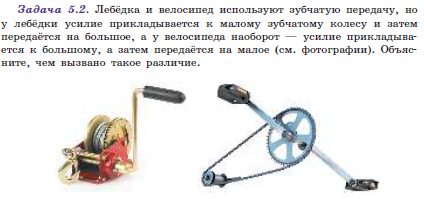 Задача 5.2. Лебёдка и велосипед используют зубчатую передачу, но
у лебёдки усилие прикладывается к малому зубчатому колесу и затем
передаётся на большое, а у велосипеда наоборот — усилие прикладыва-
ется к большому, а затем передаётся на малое (см. фотографии). Объяс-
ните, чем вызвано такое различие.